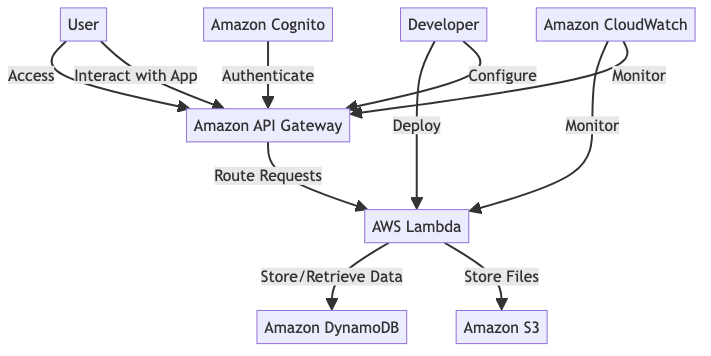 User
Amazon Cognito
Developer
Amazon CloudWatch
Access
Interact with App
Authenticate
Configure
Monitor
Amazon API Gateway
Deploy
Monitor
Route Requests
AWS Lambda
Store/Retrieve Data
Store Files
Amazon DynamoDB
Amazon S3